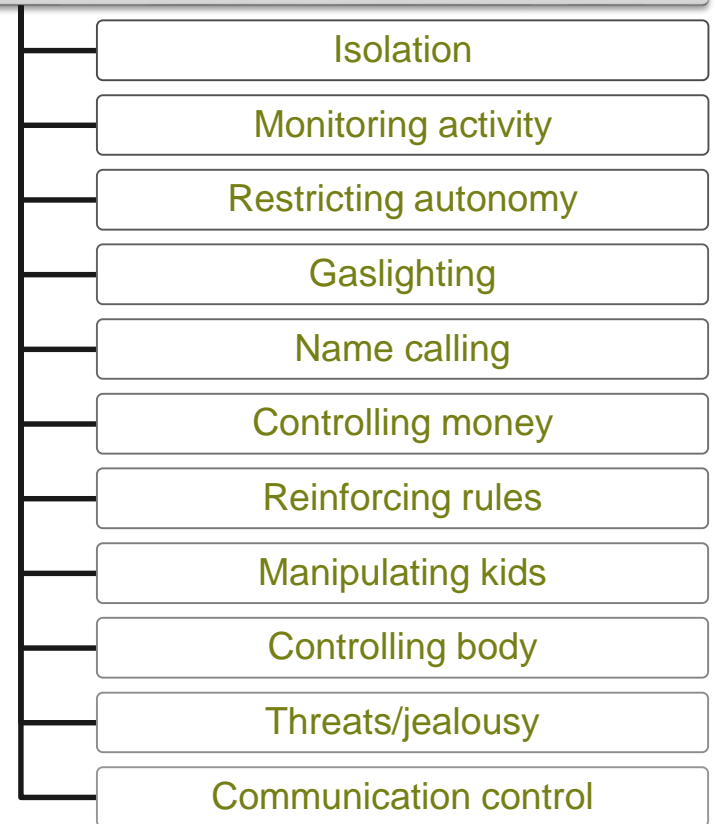 Isolation
Monitoring activity
Restricting autonomy
Gaslighting
Name calling
Controlling money
Reinforcing rules
Manipulating kids
Controlling body
Threats/jealousy
Communication control